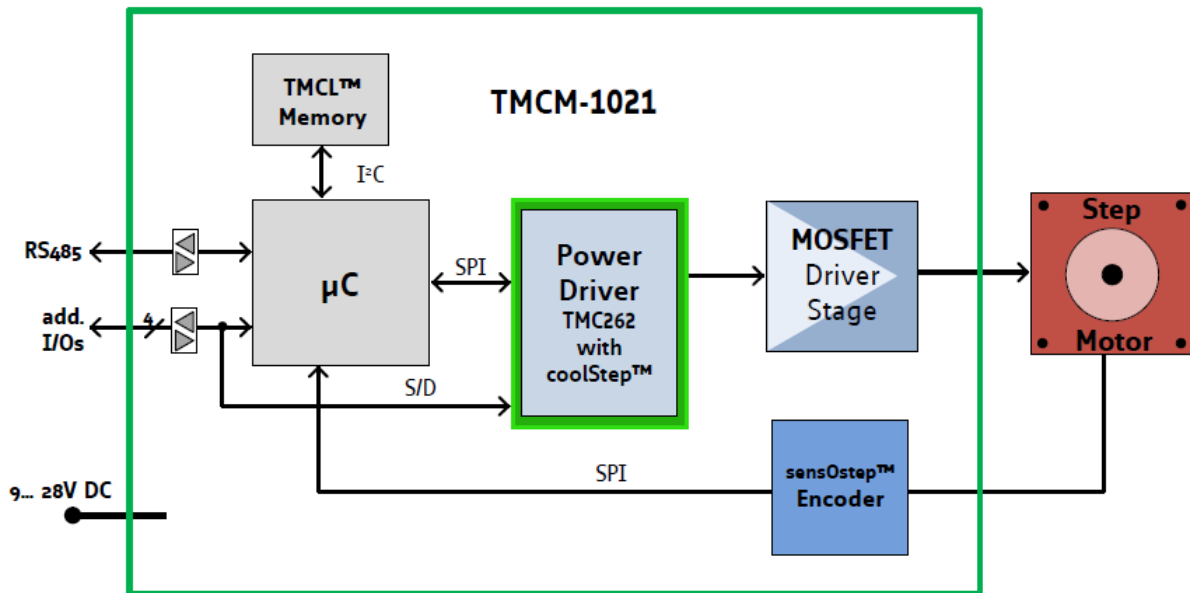 TMCL™
Memory
TMCM-1021
I²C
RS485
µC
SPI
Power
Driver
TMC262
with
coolStep™
MOSFET
Driver
Stage
Step
Motor
add.
I/Os
4
S/D
SPI
sensOstep™
Encoder
9... 28V DC